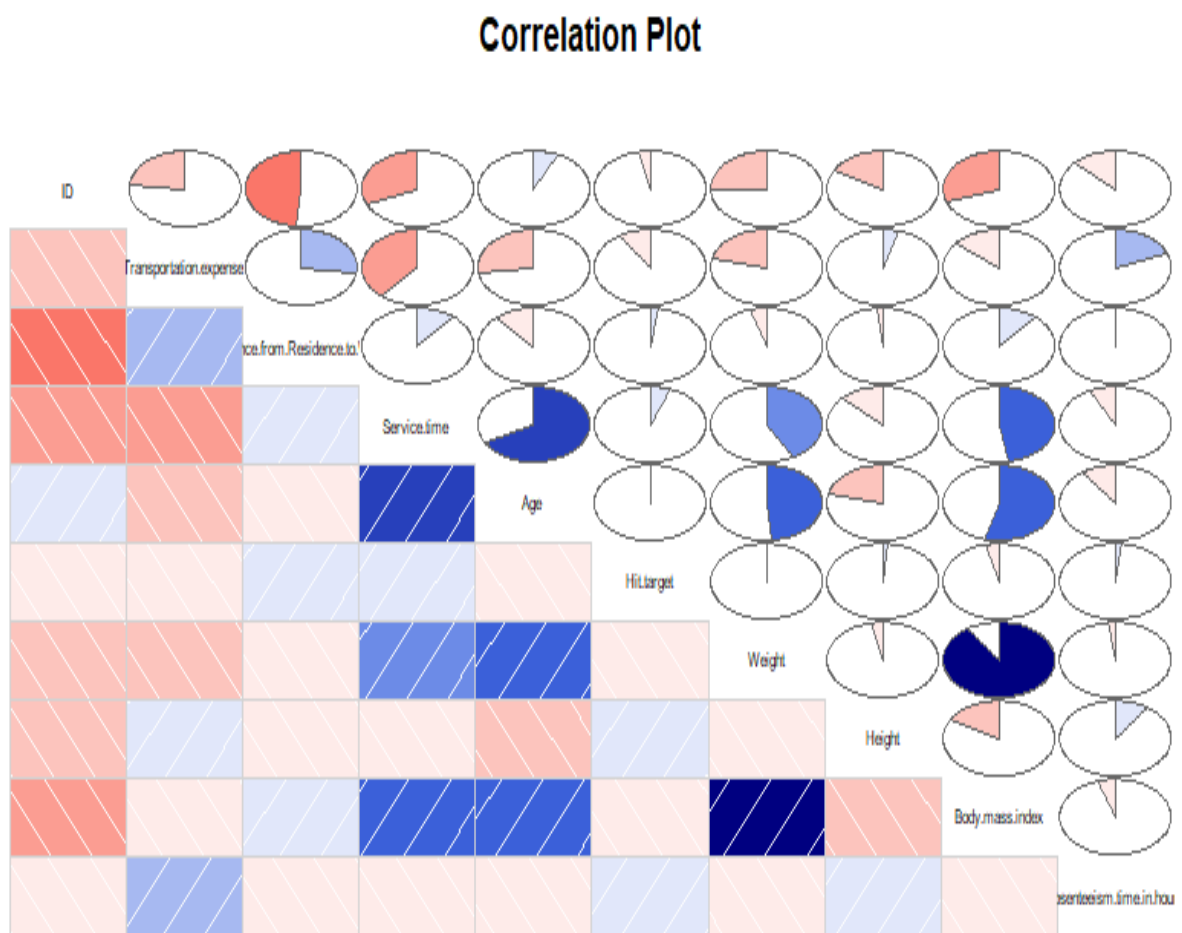 Correlation Plot
ID
Transportation.expense
nce.from.Residence.to.
Service.time
Age
Hit.target
Weight
Height
Body.mass.index
senteeism.time.in.hou